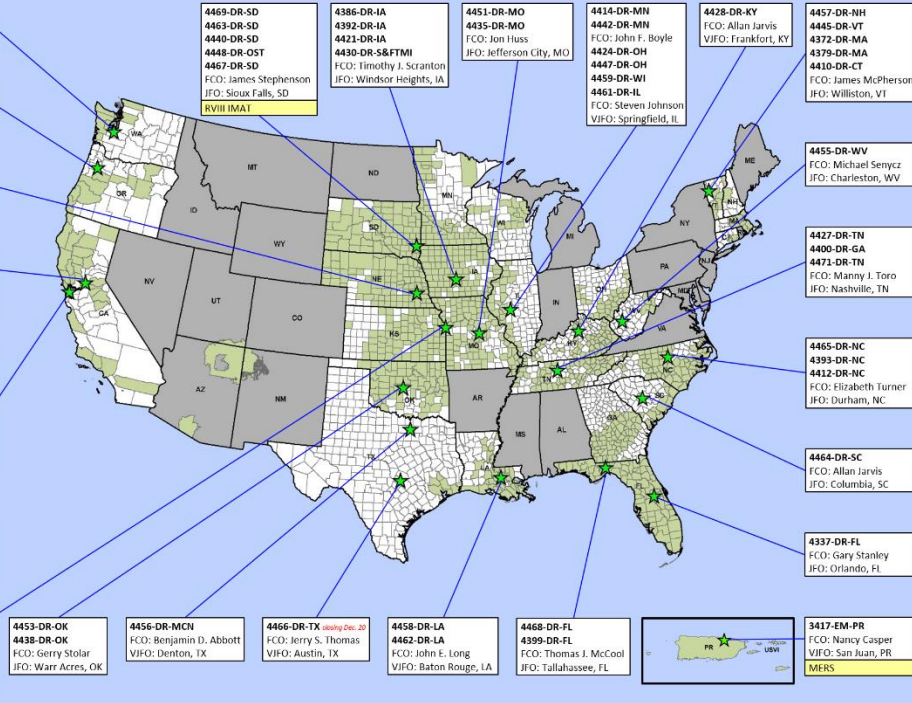 4469-DR-SD
4463-DR-SD
4440-DR-SD
4448-DR-OST
4467-DR-SD
FCO: James Stephenson
JFO: Sioux Falls, SD
RVIII IMAT
4386-DR-IA
4392-DR-IA
4421-DR-IA
4430-DR-S&FTMI
FCO: Timothy J. Scranton
JFO: Windsor Heights, IA
4451-DR-MO
4435-DR-MO
FCO: Jon Huss
JFO: Jefferson City, MO
4414-DR-MN
4442-DR-MN
FCO: John F. Boyle
4424-DR-OH
4447-DR-OH
4459-DR-WI
4461-DR-IL
FCO: Steven Johnson
VJFO: Springfield, IL
4428-DR-KY
FCO: Allan Jarvis
VJFO: Frankfort, KY
4457-DR-NH
4445-DR-VT
4372-DR-MA
4379-DR-MA
4410-DR-CT
FCO: James McPherson
JFO: Williston, VT
4455-DR-WV
FCO: Michael Senycz
JFO: Charleston, WV
4427-DR-TN
4400-DR-GA
4471-DR-TN
FCO: Manny J. Toro
JFO: Nashville, TN
4465-DR-NC
4393-DR-NC
4412-DR-NC
FCO: Elizabeth Turner
JFO: Durham, NC
4464-DR-SC
FCO: Allan Jarvis
JFO: Columbia, SC
4337-DR-FL
FCO: Gary Stanley
JFO: Orlando, FL
WA
MT
ND
MN
ME
OR
ID
SD
WI
MI
NY
NH
MA
WY
IA
PA
NJ
NV
UT
NE
IN
OH
MD
CA
CO
KS
MO
KY
WV
VA
AZ
NM
OK
AR
TN
NC
SC
TX
LA
MS
AL
GA
FL
4453-DR-OK
4438-DR-OK
FCO: Gerry Stolar
JFO: Warr Acres, OK
4456-DR-MCN
FCO: Benjamin D. Abbott
VJFO: Denton, TX
4466-DR-TX closing Dec. 20
FCO: Jerry S. Thomas
VJFO: Austin, TX
4458-DR-LA
4462-DR-LA
FCO: John E. Long
VJFO: Baton Rouge, LA
4468-DR-FL
4399-DR-FL
FCO: Thomas J. McCool
JFO: Tallahassee, FL
PR
USVI
3417-EM-PR
FCO: Nancy Casper
VJFO: San Juan, PR
MERS